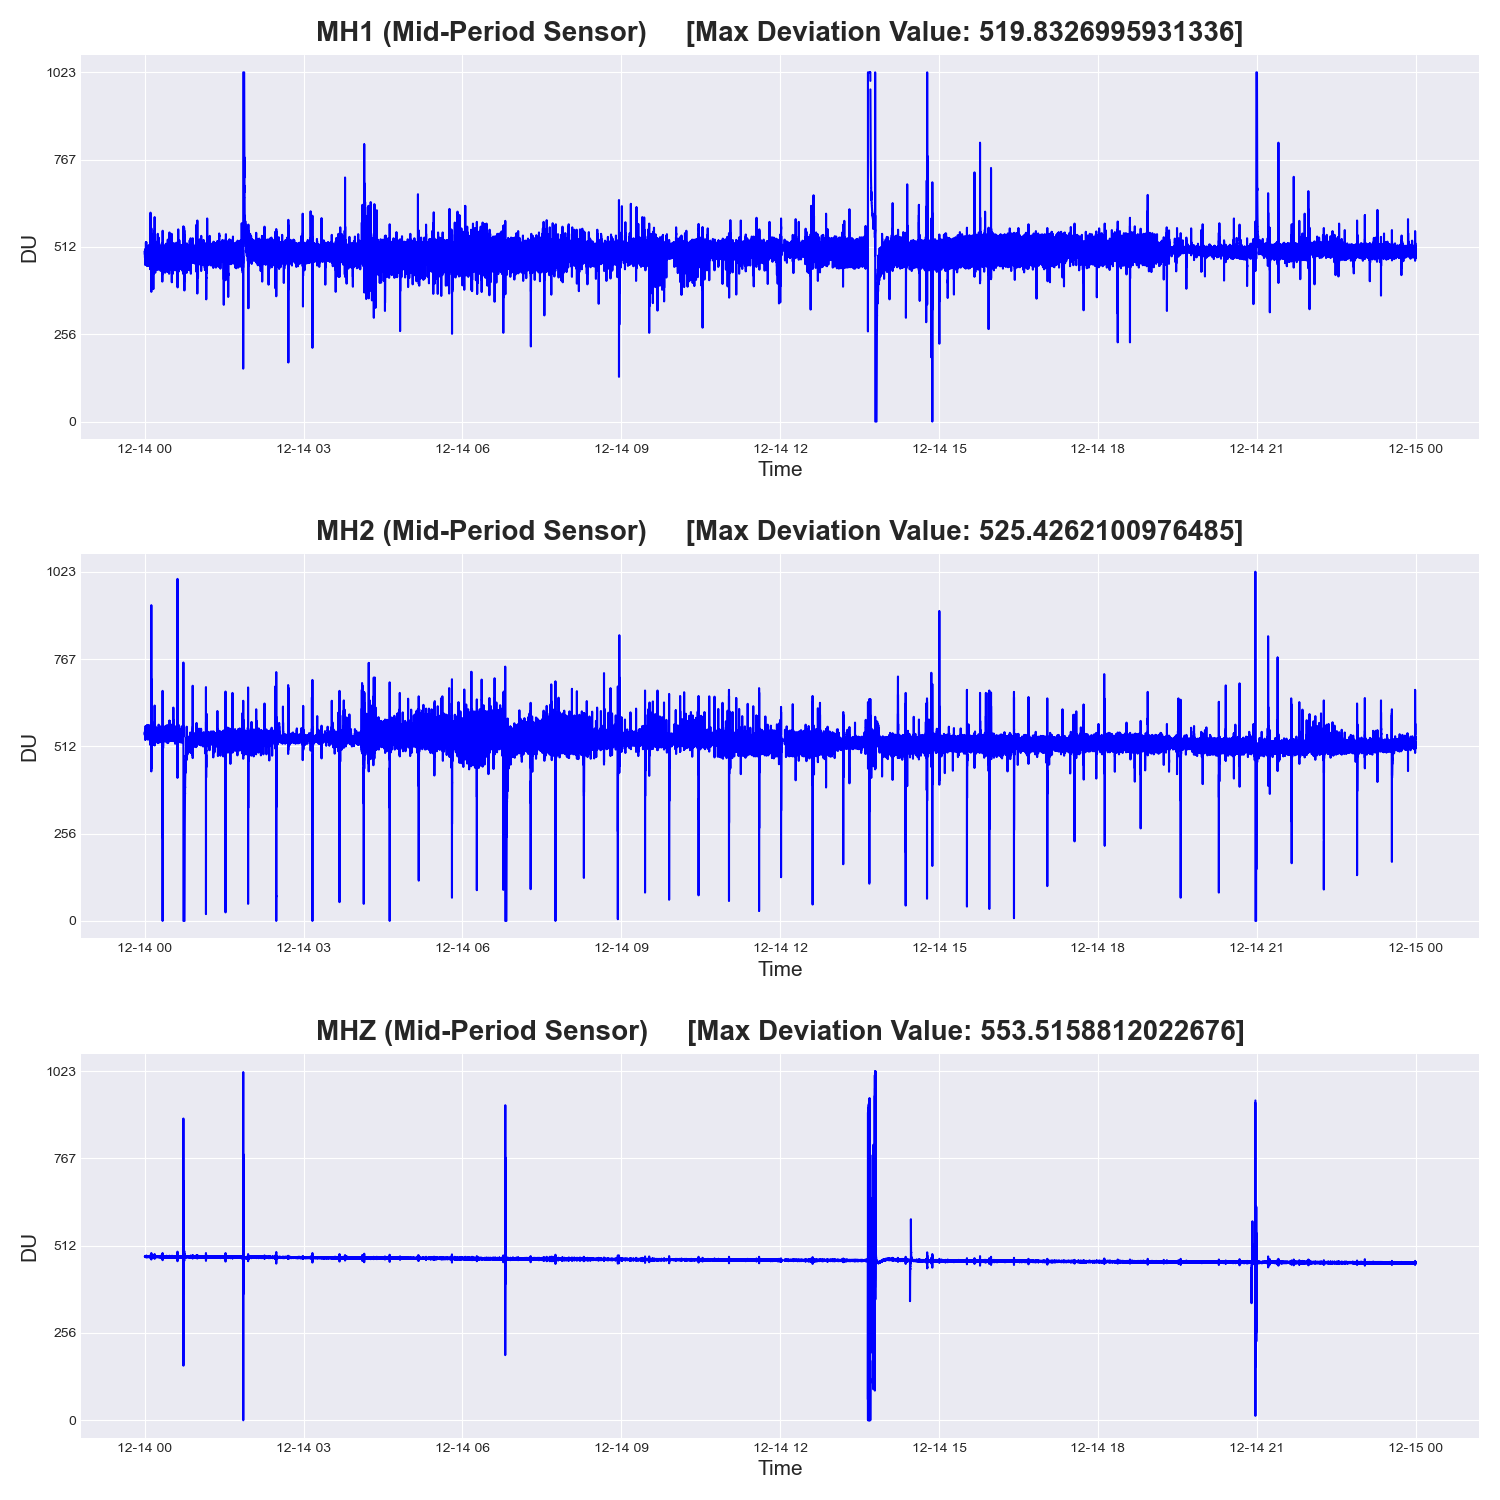 MH1 (Mid-Period Sensor)     [Max Deviation Value: 519.8326995931336]
1023
767
512
256
0
DU
12-14 00 12-14 03 12-14 06 12-14 09 12-14 12 12-14 15 12-14 18 12-14 21 12-15 00
Time
MH2 (Mid-Period Sensor)     [Max Deviation Value: 525.4262100976485]
1023
767
512
256
0
DU
12-14 00 12-14 03 12-14 06 12-14 09 12-14 12 12-14 15 12-14 18 12-14 21 12-15 00
Time
MHZ (Mid-Period Sensor)     [Max Deviation Value: 553.5158812022676]
1023
767
512
256
0
DU
12-14 00 12-14 03 12-14 06 12-14 09 12-14 12 12-14 15 12-14 18 12-14 21 12-15 00
Time